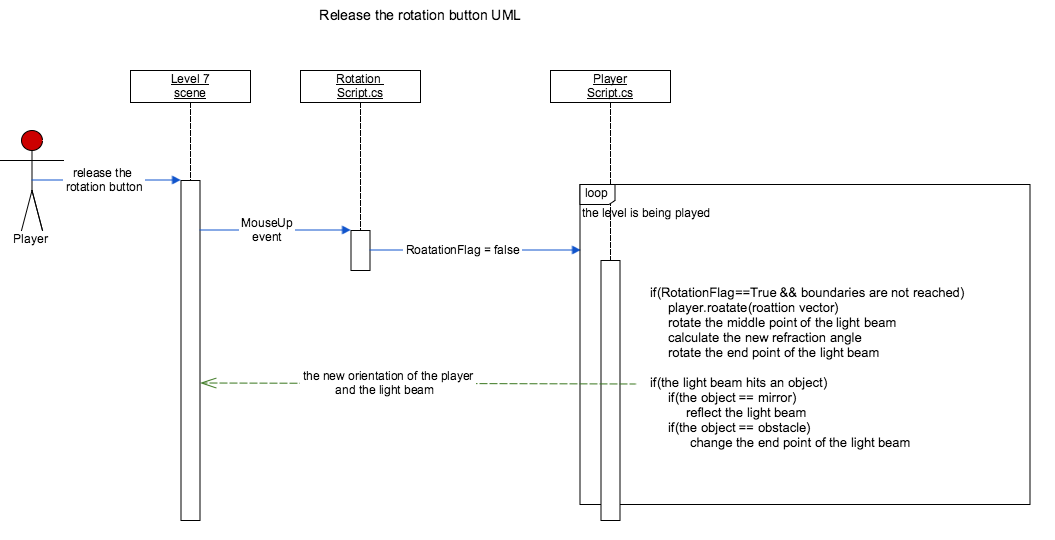 Release the rotation button UML
Level 7
scene
Rotation
Script.cs
Player
Script.cs
release the
rotation button
Player
MouseUp
event
RoatationFlag = false
loop
the level is being played
if(RotationFlag==True && boundaries are not reached)
player.roatate(roattion vector)
rotate the middle point of the light beam
calculate the new refraction angle
rotate the end point of the light beam
the new orientation of the player
and the light beam
if(the light beam hits an object)
if(the object == mirror)
reflect the light beam
if(the object == obstacle)
change the end point of the light beam